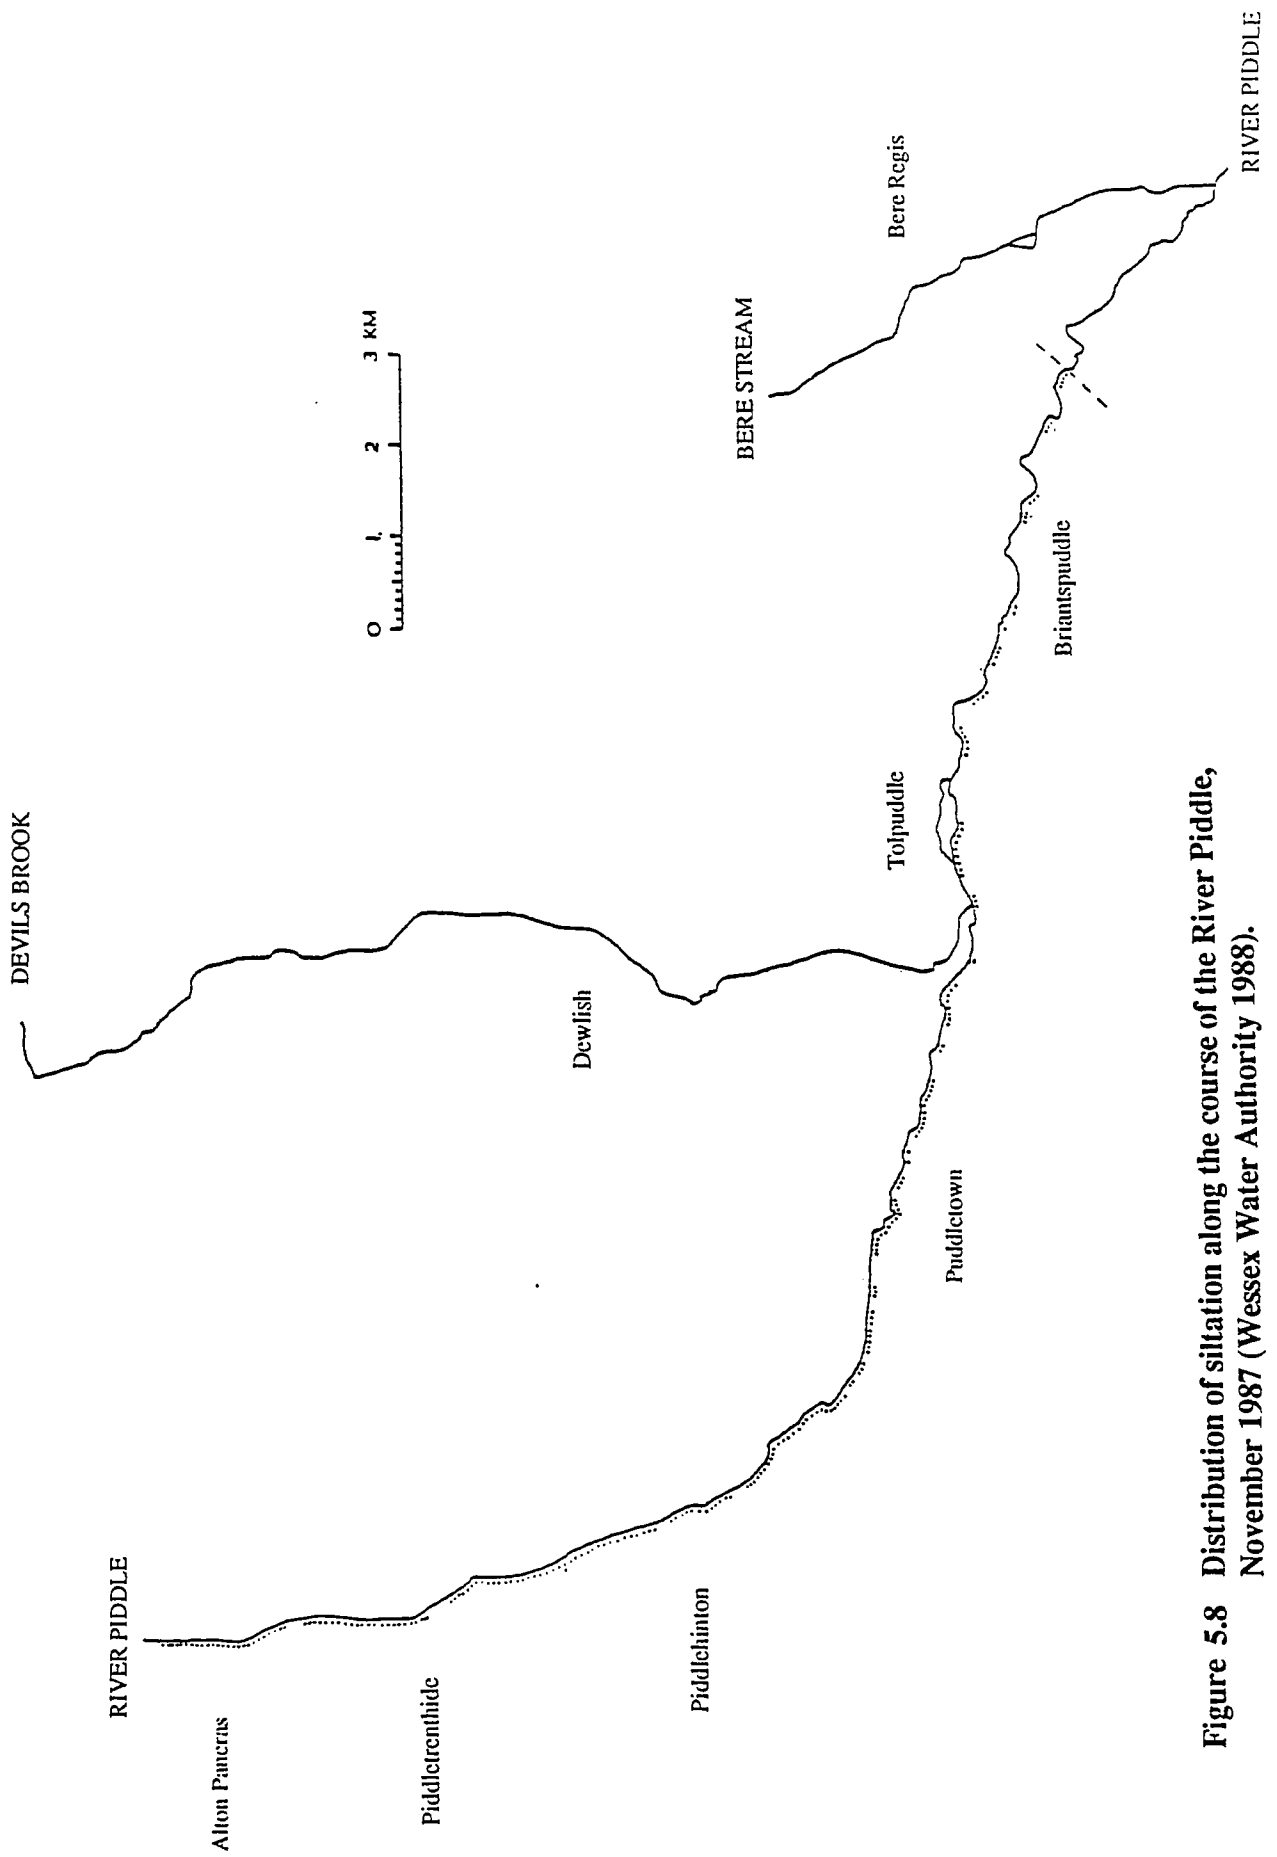 DEVILS BROOK
RIVER PIDDLE
Alton Pancras
Piddletrenthide
Dewlish
Piddlehinton
0 1 2 3 KM
BERE STREAM
Bere Regis
Tolpuddle
Puddletown
Briantspuddle
RIVER PIDDLE
Figure 5.8 Distribution of siltation along the course of the River Piddle,
November 1987 (Wessex Water Authority 1988).